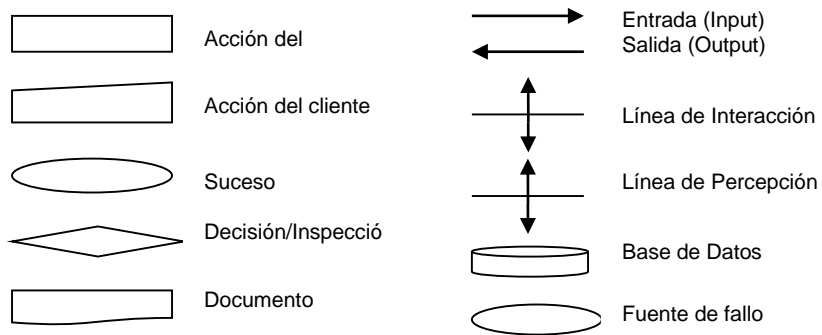 Acción del
Acción del cliente
Suceso
Decisión/Inspecció
Documento
Entrada (Input)
Salida (Output)
Línea de Interacción
Línea de Percepción
Base de Datos
Fuente de fallo